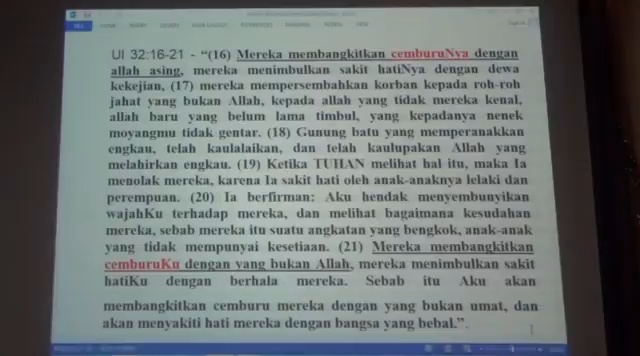 Ul 32:16-21 - “(16) Mereka membangkitkan cemburuNya dengan
allah asing, mereka menimbulkan sakit hatiNya dengan dewa
kekejian, (17) mereka mempersembahkan korban kepada roh-roh
jahat yang bukan Allah, kepada allah yang tidak mereka kenal,
allah baru yang belum lama timbul, yang kepadanya nenek
moyangmu tidak gentar. (18) Gunung batu yang memperanakkan
engkau, telah kaulalaikan, dan telah kaulupakan Allah yang
melahirkan engkau. (19) Ketika TUHAN melihat hal itu, maka Ia
menolak mereka, karena Ia sakit hati oleh anak-anaknya lelaki dan
perempuan. (20) Ia berfirman: Aku hendak menyembunyikan
wajahKu terhadap mereka, dan melihat bagaimana kesudahan
mereka, sebab mereka itu suatu angkatan yang bengkok, anak-anak
yang tidak mempunyai kesetiaan. (21) Mereka membangkitkan
cemburuKu dengan yang bukan Allah, mereka menimbulkan sakit
hatiKu dengan berhala mereka. Sebab itu Aku akan
membangkitkan cemburu mereka dengan yang bukan umat, dan
akan menyakiti hati mereka dengan bangsa yang bebal.”.